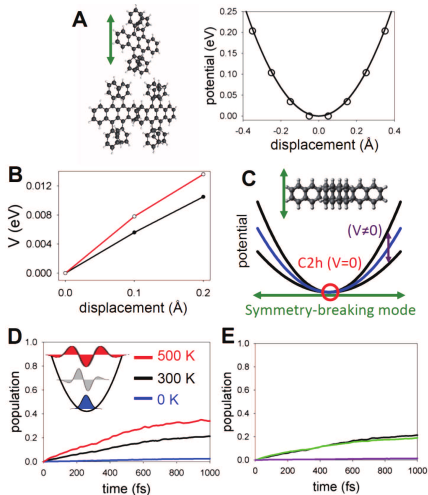 A
potential (eV)
0.25
0.20
0.15
0.10
0.05
0.00
-0.4 -0.2 0.0 0.2 0.4
displacement (Å)
B
V (eV)
0.012
0.008
0.004
0.000
0.0 0.1 0.2
displacement (Å)
C
potential
(V≠0)
C2h (V=0)
Symmetry-breaking mode
D
population
1.0
0.8
0.6
0.4
0.2
0.0
500 K
300 K
0 K
0 200 400 600 800 1000
time (fs)
E
population
1.0
0.8
0.6
0.4
0.2
0.0
0 200 400 600 800 1000
time (fs)